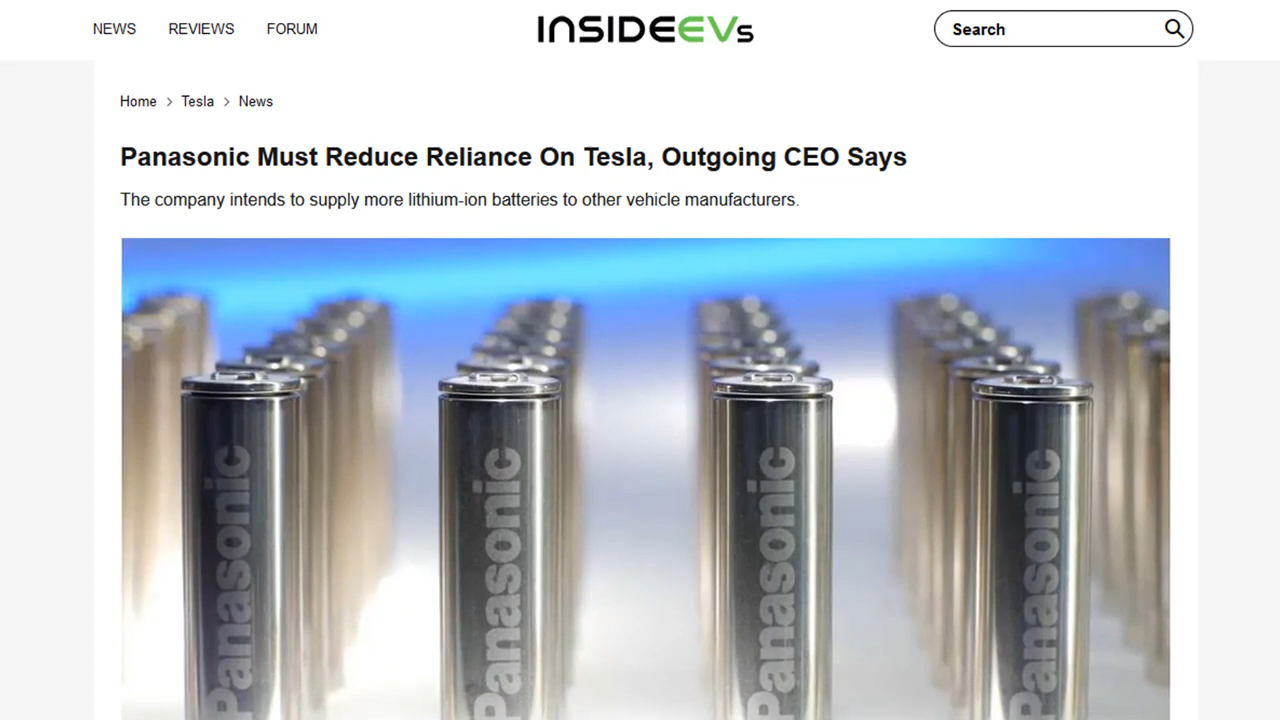 NEWS REVIEWS FORUM INSIDEEVs Search
Home > Tesla > News
Panasonic Must Reduce Reliance On Tesla, Outgoing CEO Says
The company intends to supply more lithium-ion batteries to other vehicle manufacturers.
Panasonic Panasonic Panasonic Panasonic